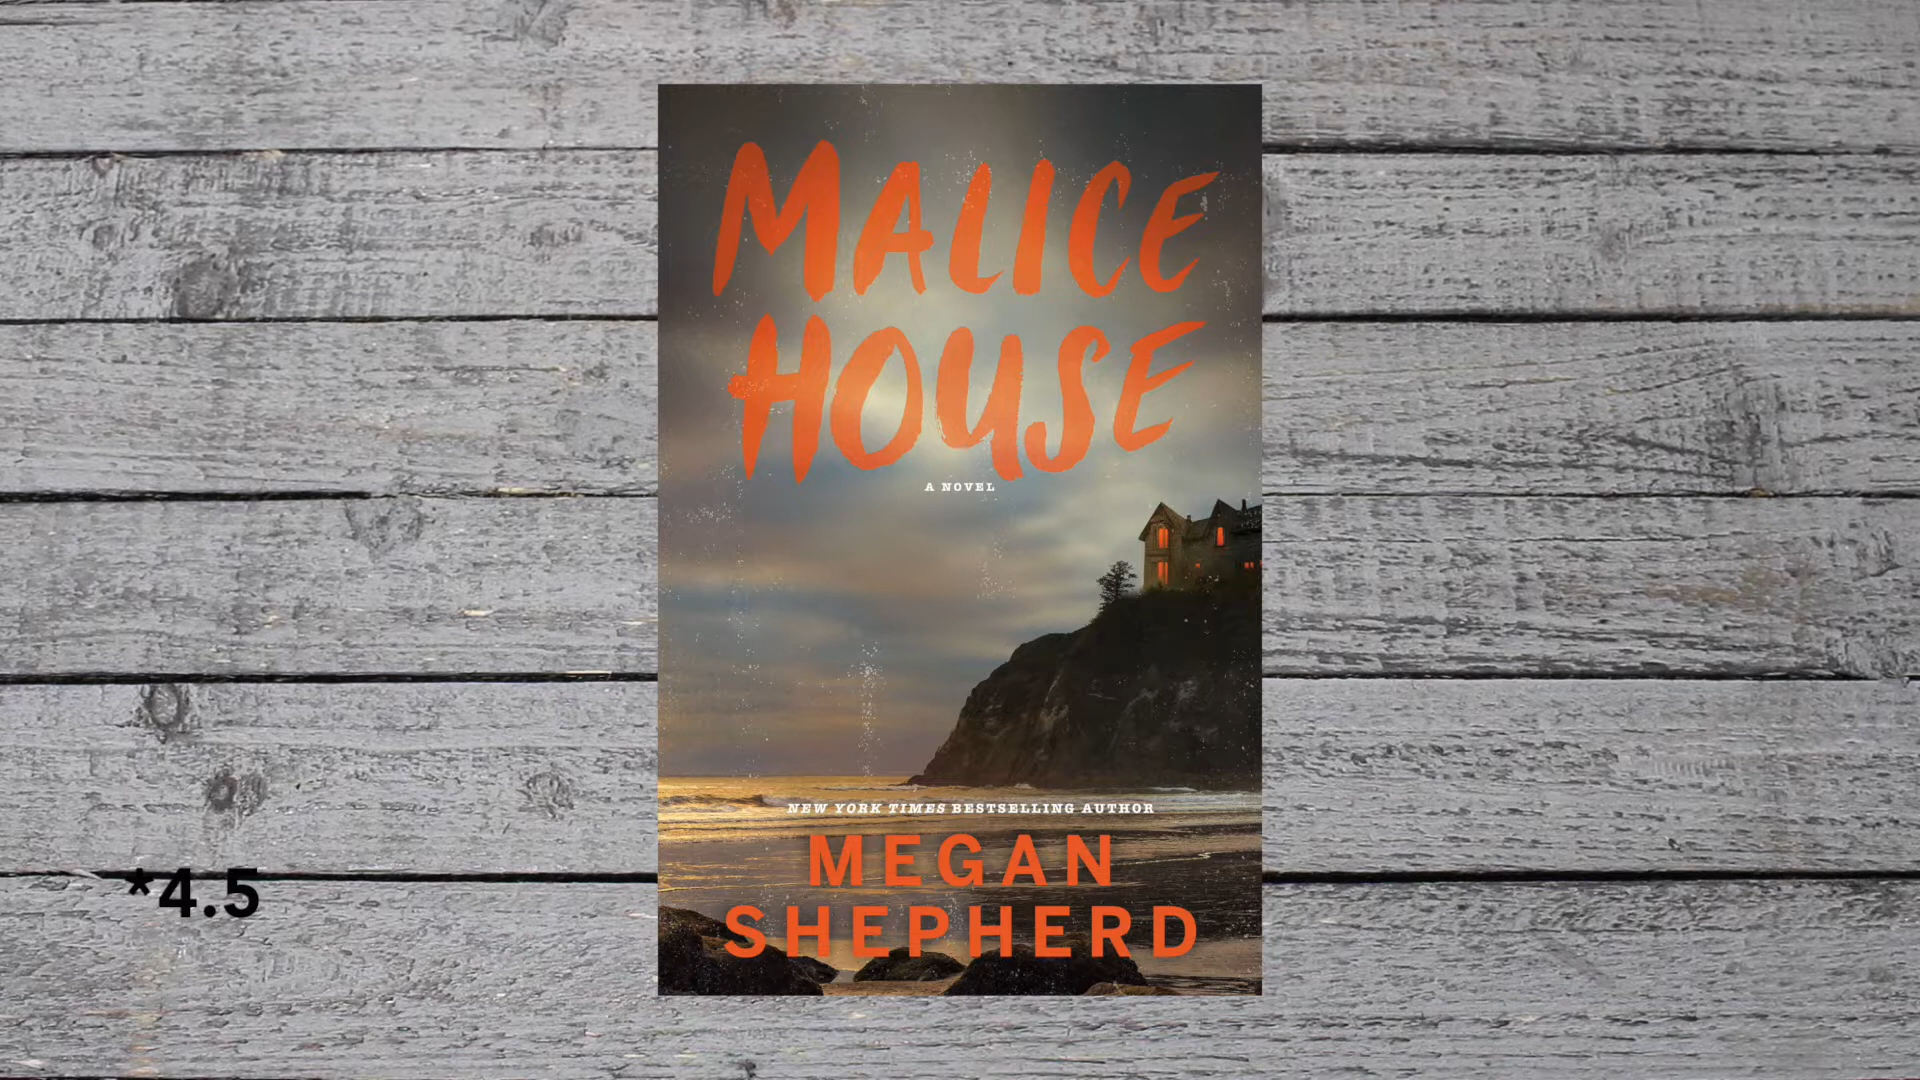 MALICE
HOUSE
A NOVEL
NEW YORK TIMES BESTSELLING AUTHOR
MEGAN
SHEPHERD
*4.5